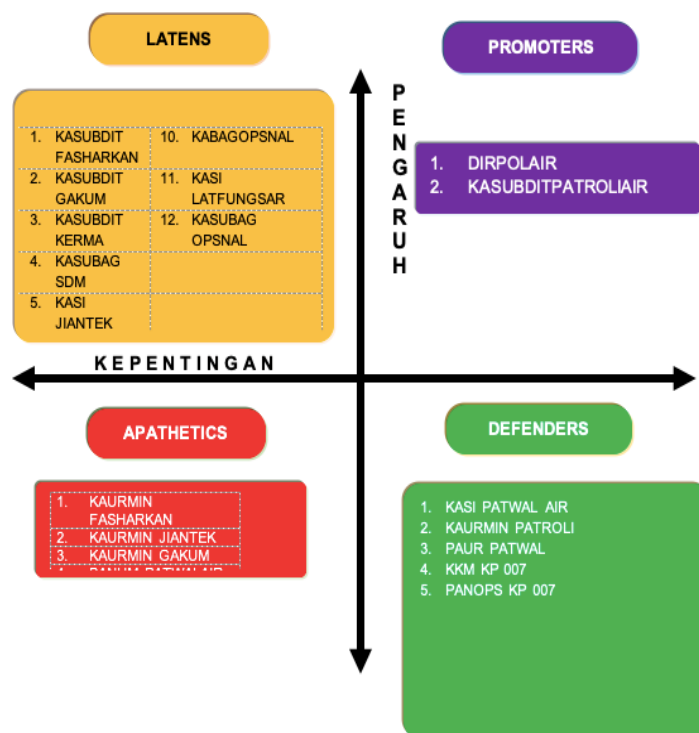 LATENS
PROMOTERS
1. KASUBDIT
FASHARKAN
2. KASUBDIT
GAKUM
3. KASUBDIT
KERMA
4. KASUBAG
SDM
5. KASI
JIANTEK
10. KABAGOPSNAL
11. KASI
LATFUNGSAR
12. KASUBAG
OPSNAL
PENGARUH
1. DIRPOLAIR
2. KASUBDITPATROLIAIR
KEPENTINGAN
APATHETICS
DEFENDERS
1. KAURMIN
FASHARKAN
2. KAURMIN JIANTEK
3. KAURMIN GAKUM
1. KASI PATWAL AIR
2. KAURMIN PATROLI
3. PAUR PATWAL
4. KKM KP 007
5. PANOPS KP 007